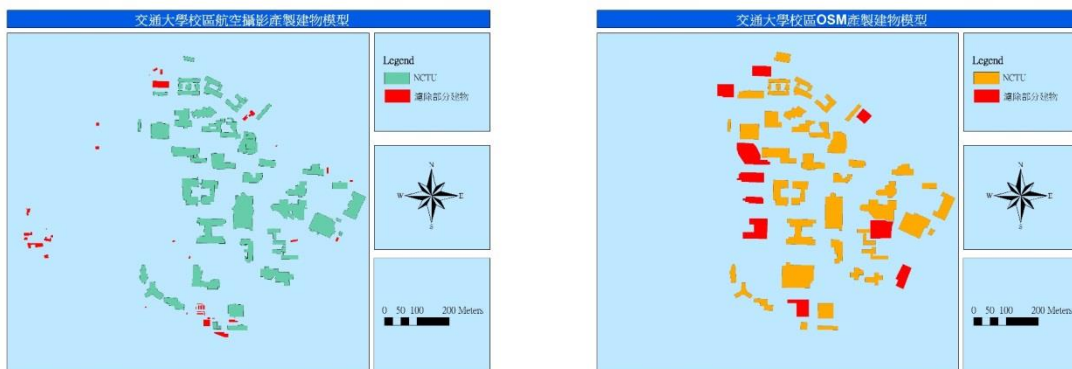 交通大學校區航空攝影產製建物模型
Legend
NCTU
濾除部分建物
N
W
E
S
0 50 100 200 Meters
交通大學校區OSM產製建物模型
Legend
NCTU
濾除部分建物
N
W
E
S
0 50 100 200 Meters